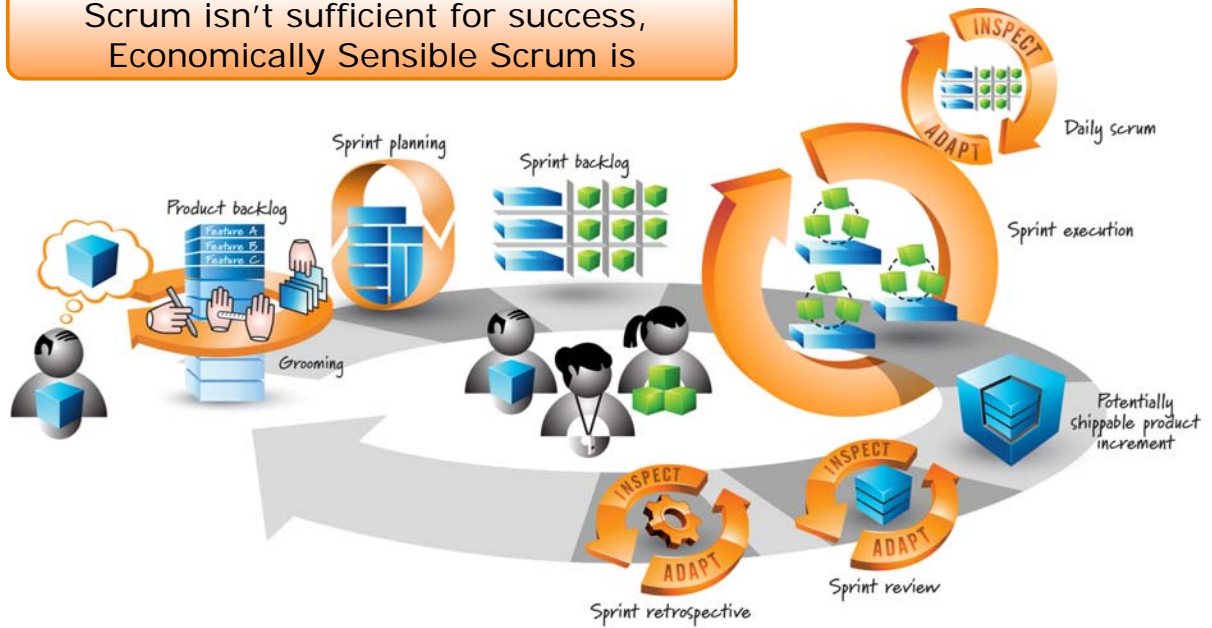 Scrum isn't sufficient for success,
Economically Sensible Scrum is
INSPECT
ADAPT
Daily scrum
Sprint planning
Sprint backlog
Product backlog
Feature A
Feature B
Feature C
Grooming
Sprint execution
Potentially
shippable product
increment
INSPECT
ADAPT
Sprint review
INSPECT
ADAPT
Sprint retrospective